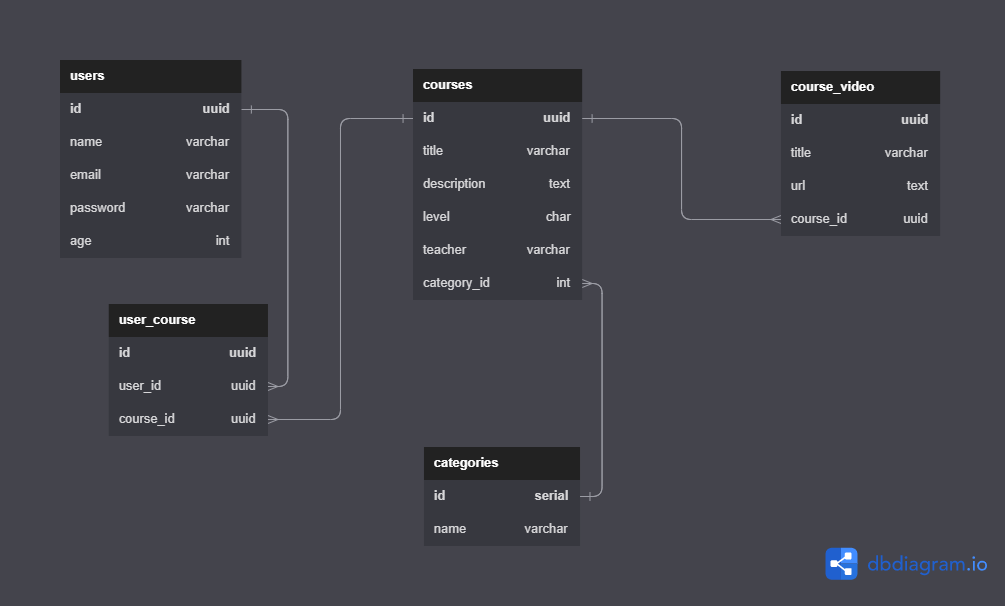 users
id uuid
name varchar
email varchar
password varchar
age int
user_course
id uuid
user_id uuid
course_id uuid
courses
id uuid
title varchar
description text
level char
teacher varchar
category_id int
categories
id serial
name varchar
course_video
id uuid
title varchar
url text
course_id uuid
dbdiagram.io